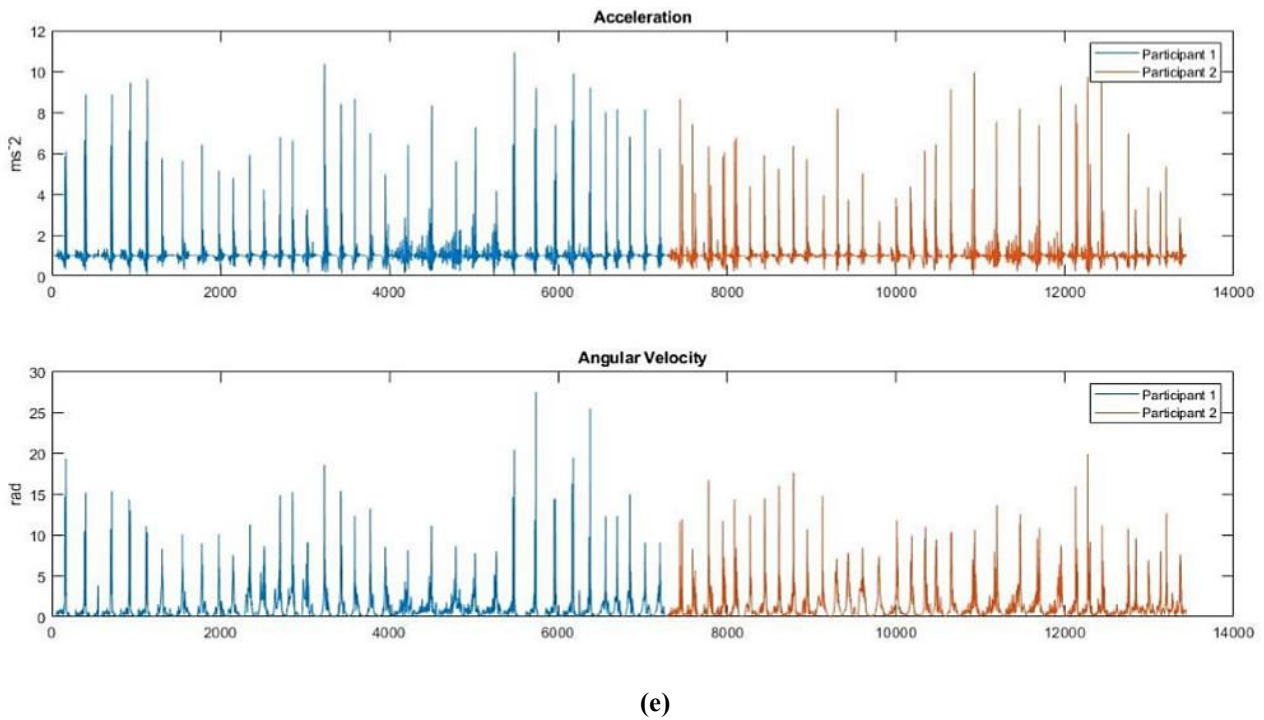 Acceleration
12
10
8
6
4
2
0
ms^2
Participant 1
Participant 2
0 2000 4000 6000 8000 10000 12000 14000
Angular Velocity
30
25
20
15
10
5
0
rad
Participant 1
Participant 2
0 2000 4000 6000 8000 10000 12000 14000
(e)